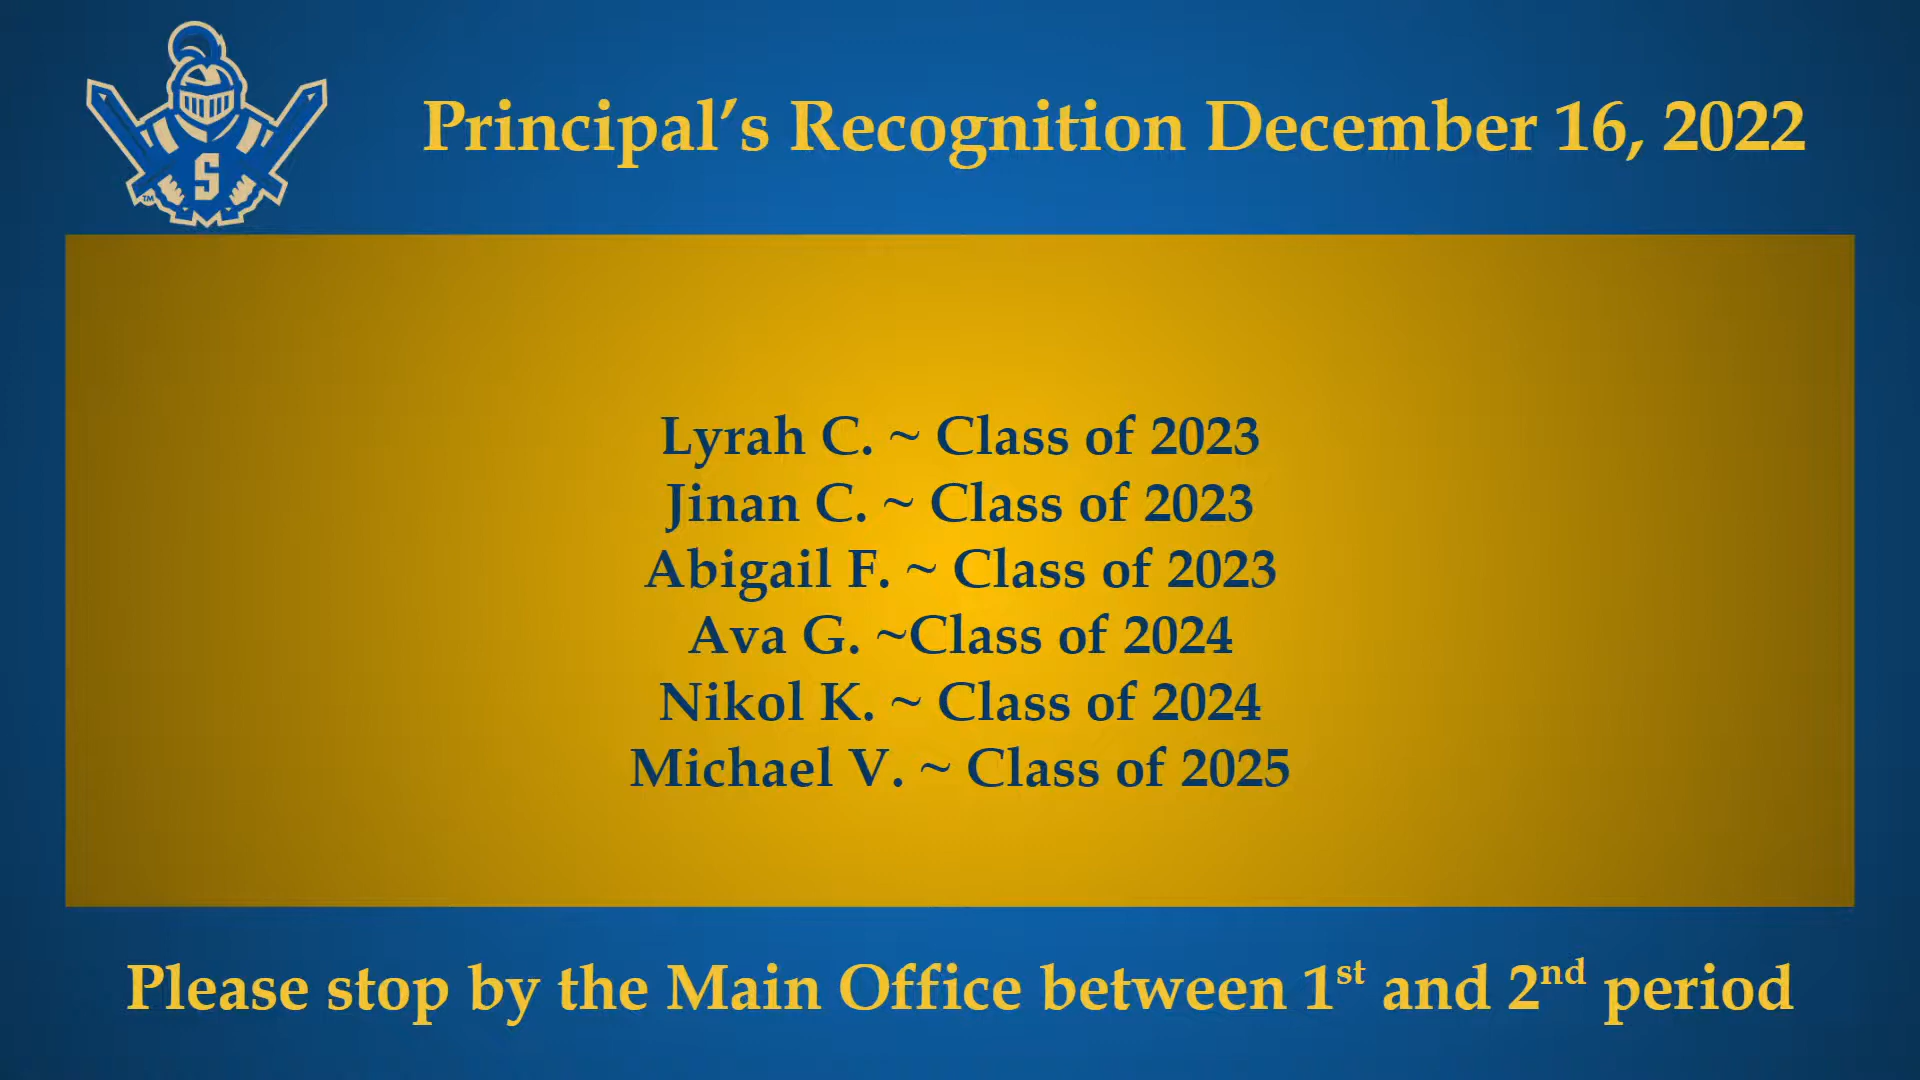 Principal’s Recognition December 16, 2022
S
TM
Lyrah C. ~ Class of 2023
Jinan C. ~ Class of 2023
Abigail F. ~ Class of 2023
Ava G. ~Class of 2024
Nikol K. ~ Class of 2024
Michael V. ~ Class of 2025
Please stop by the Main Office between 1st and 2nd period